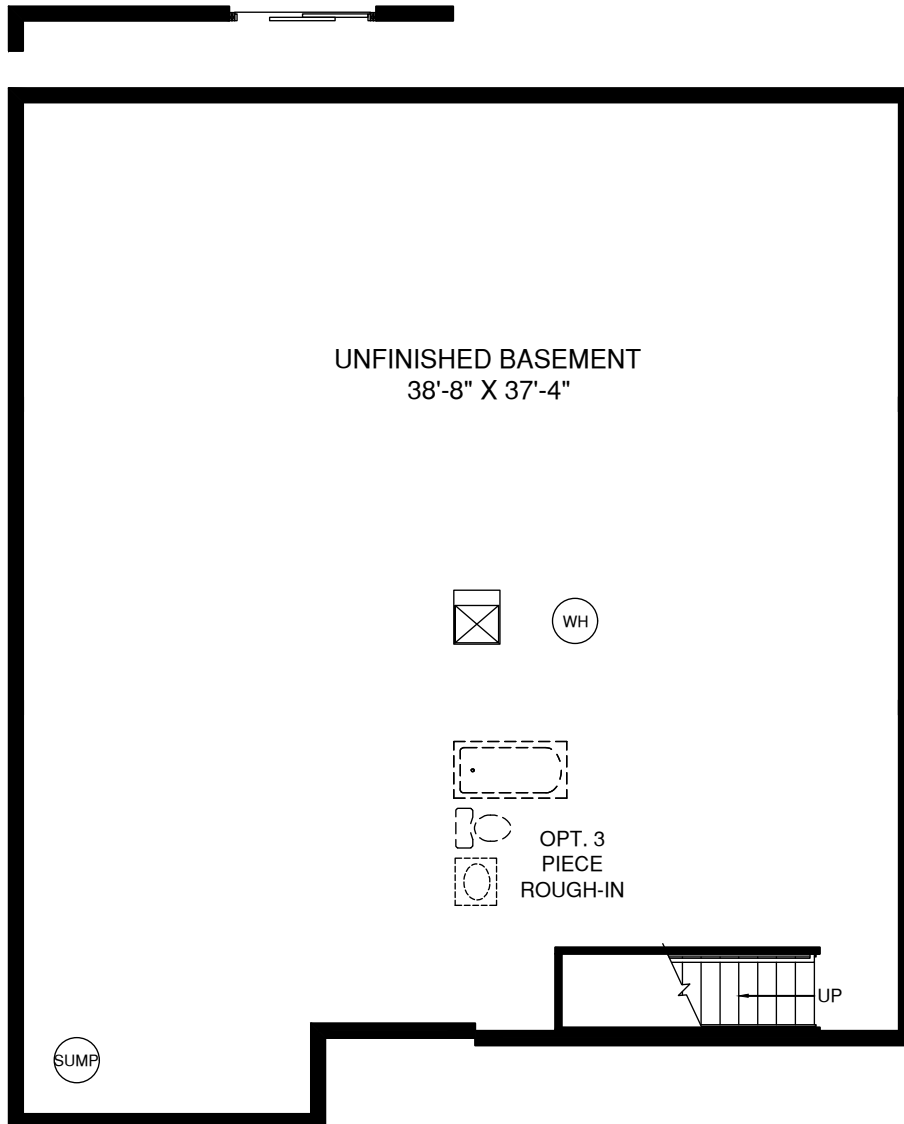 UNFINISHED BASEMENT
38'-8" X 37'-4"
WH
OPT. 3
PIECE
ROUGH-IN
UP
SUMP